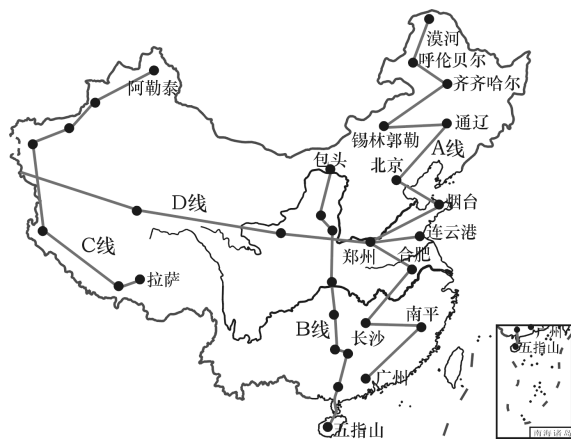 漠河
呼伦贝尔
阿勒泰
齐齐哈尔
通辽
锡林郭勒
A线
包头
北京
D线
烟台
连云港
C线
郑州
合肥
拉萨
B线
长沙
南平
广州
五指山
广州
五指山
南海诸岛